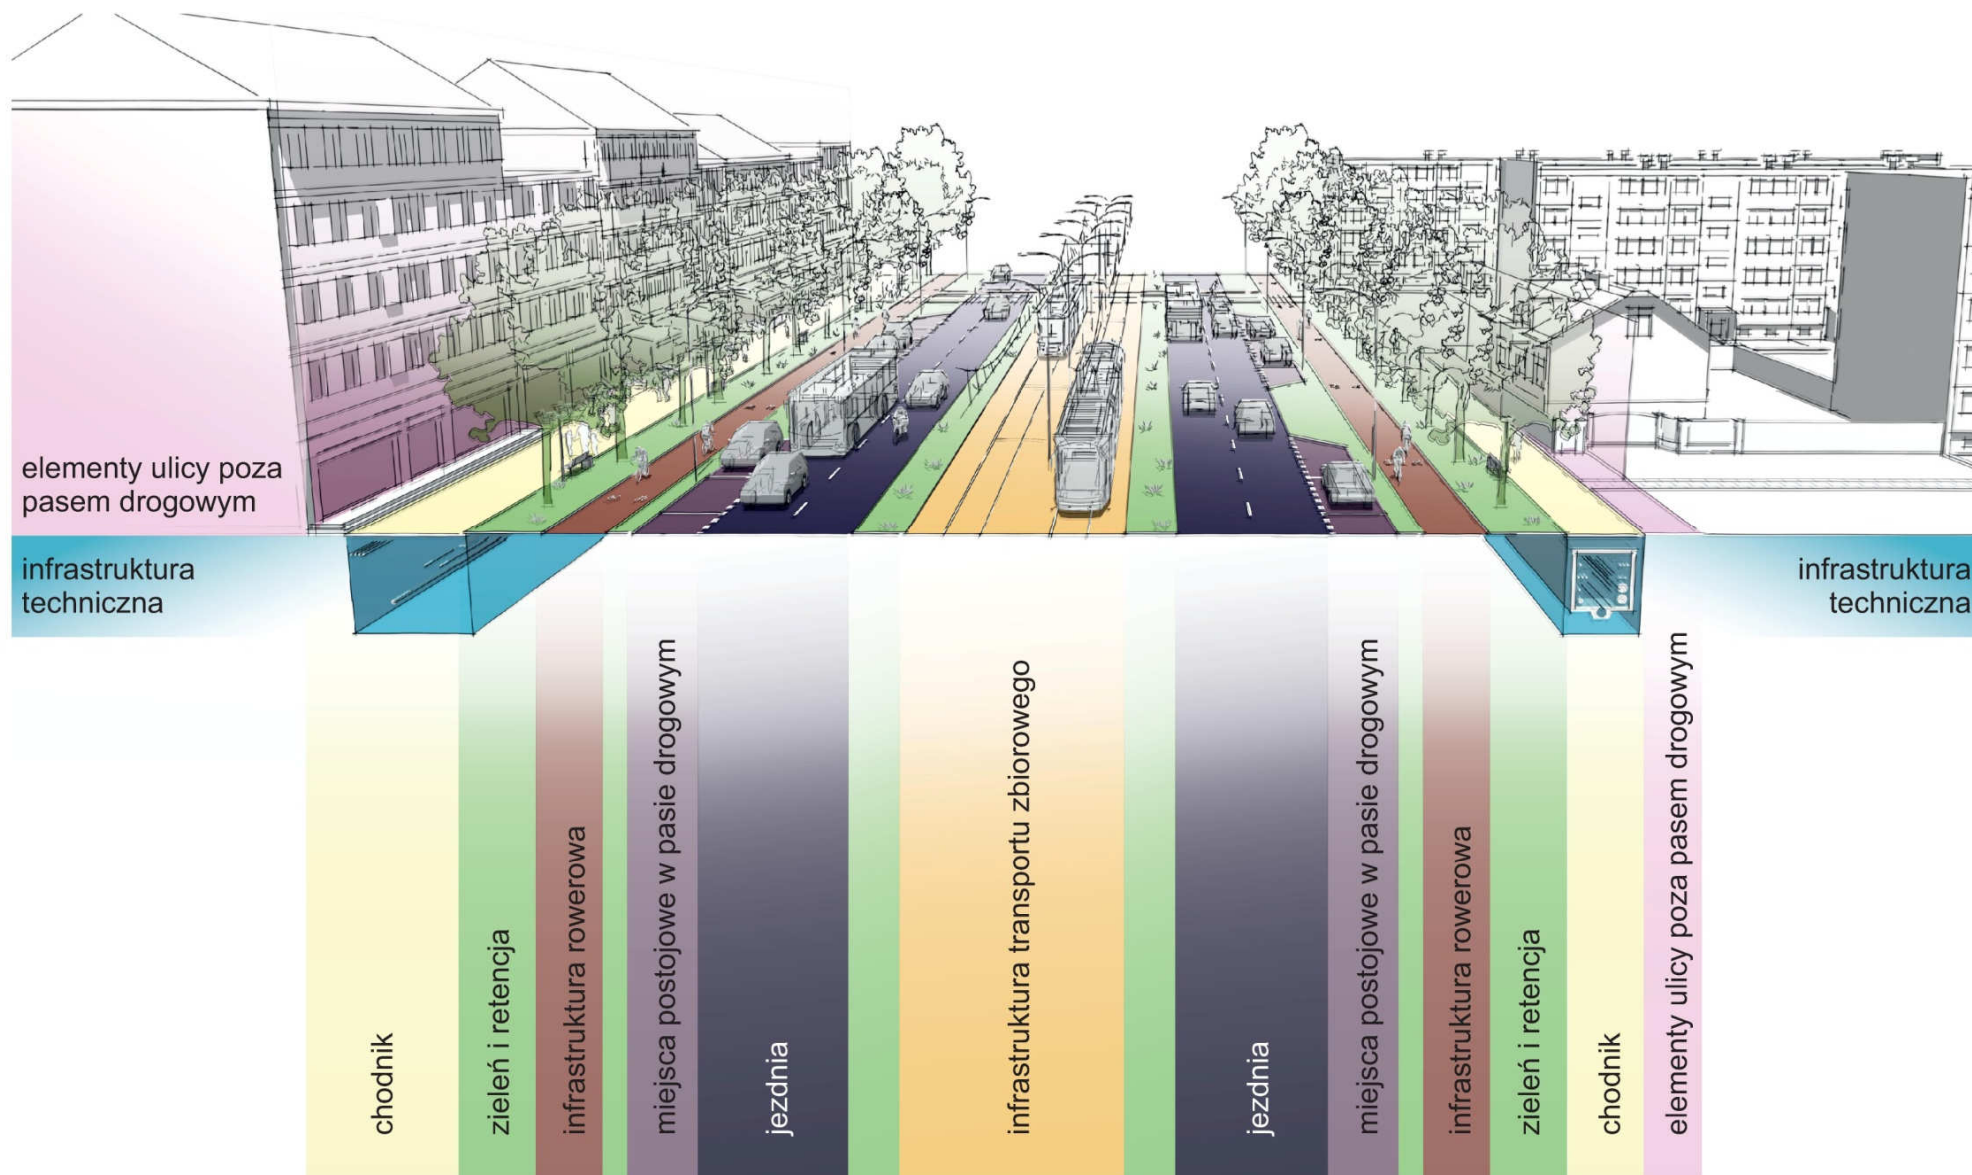 elementy ulicy poza
pasem drogowym
infrastruktura
techniczna
infrastruktura
techniczna
chodnik
zieleń i retencja
infrastruktura rowerowa
miejsca postojowe w pasie drogowym
jezdnia
infrastruktura transportu zbiorowego
jezdnia
miejsca postojowe w pasie drogowym
infrastruktura rowerowa
zieleń i retencja
chodnik
elementy ulicy poza pasem drogowym